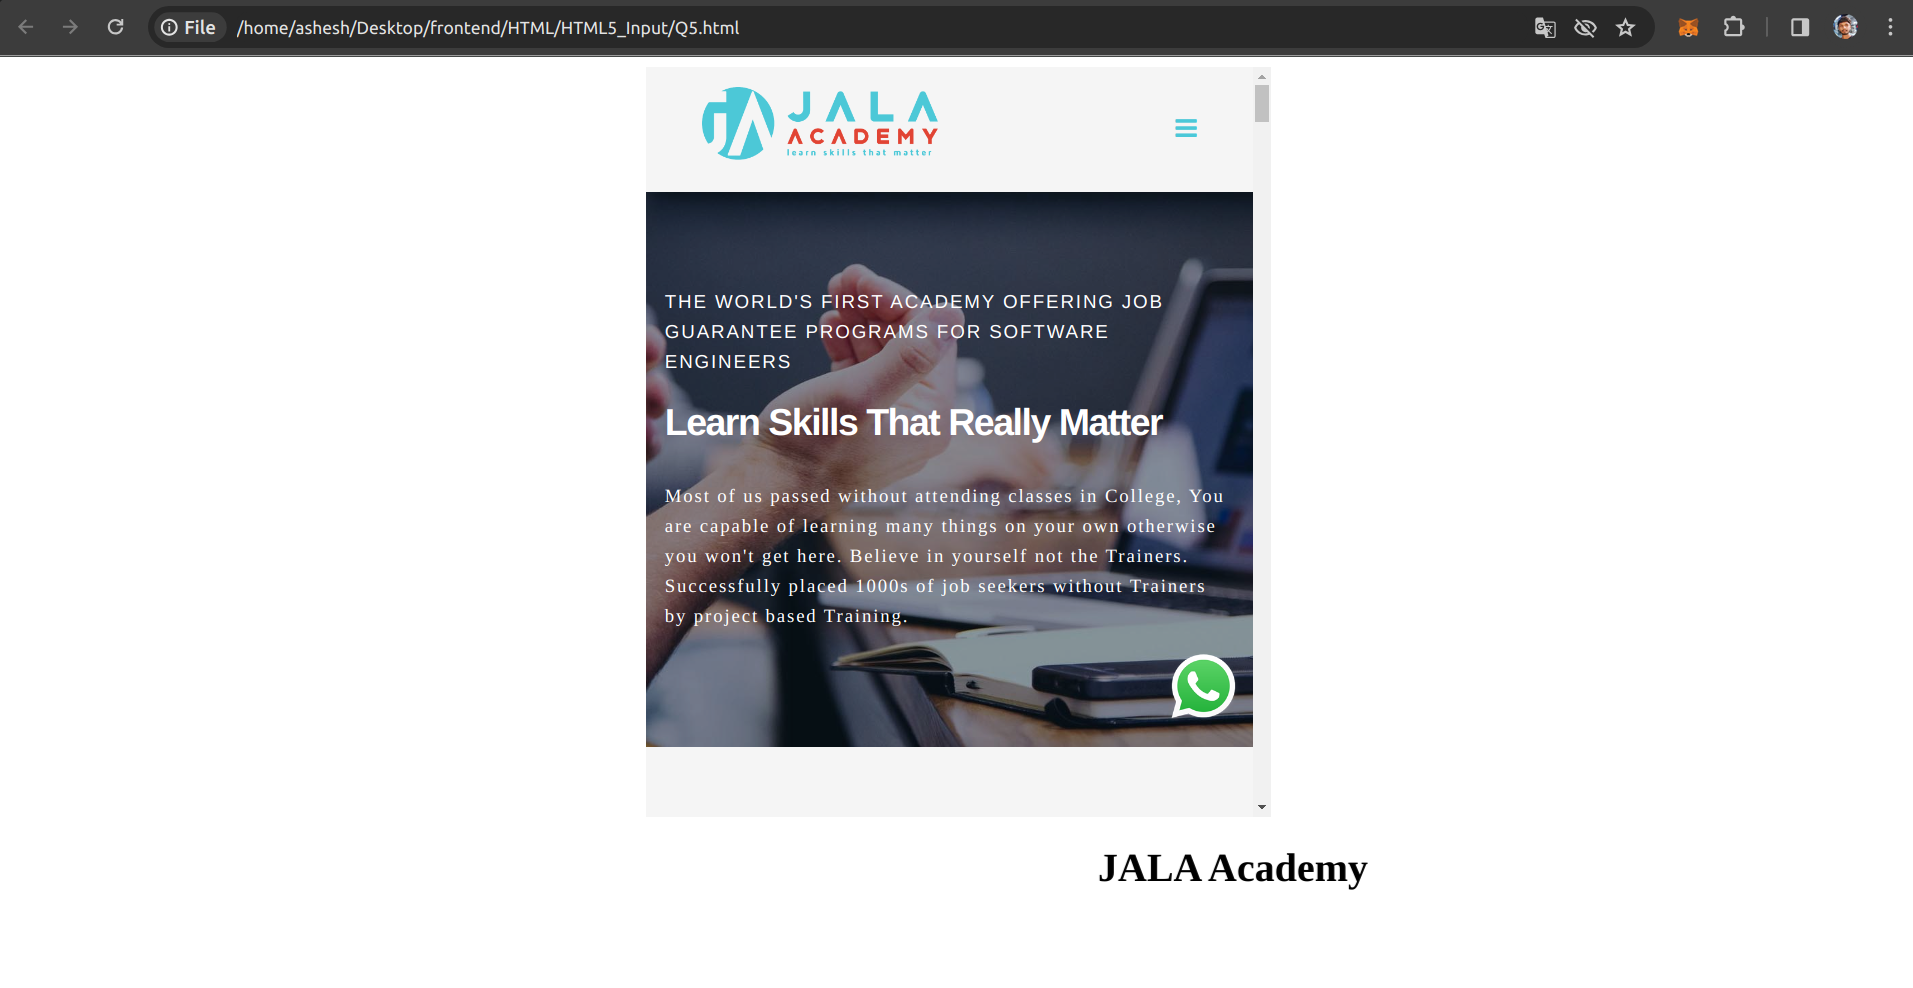 File /home/ashesh/Desktop/frontend/HTML/HTML5_Input/Q5.html
JALA
ACADEMY
learn skills that matter
THE WORLD'S FIRST ACADEMY OFFERING JOB
GUARANTEE PROGRAMS FOR SOFTWARE
ENGINEERS
Learn Skills That Really Matter
Most of us passed without attending classes in College, You
are capable of learning many things on your own otherwise
you won't get here. Believe in yourself not the Trainers.
Successfully placed 1000s of job seekers without Trainers
by project based Training.
JALA Academy